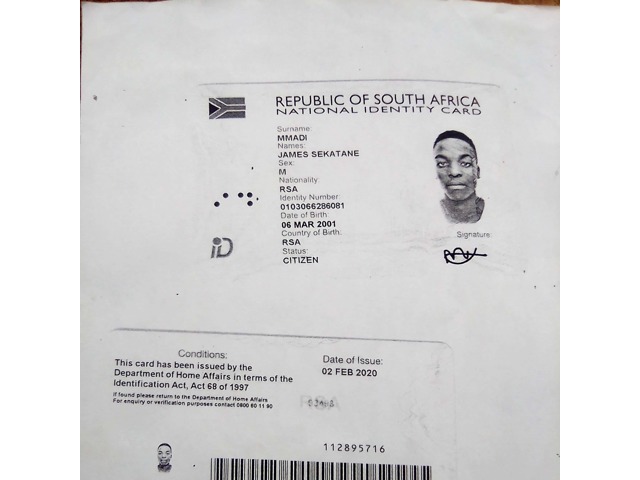 REPUBLIC OF SOUTH AFRICA
NATIONAL IDENTITY CARD
Surname:
MMADI
Names:
JAMES SEKATANE
Sex:
M
Nationality:
RSA
Identity Number:
0103066286081
Date of Birth:
06 MAR 2001
Country of Birth:
RSA
Status:
CITIZEN
Signature:
iD
Conditions:
This card has been issued by the
Department of Home Affairs in terms of the
Identification Act, Act 68 of 1997
If found please return to the Department of Home Affairs
For enquiry or verification purposes contact 0800 60 11 90
Date of Issue:
02 FEB 2020
RSA
112895716